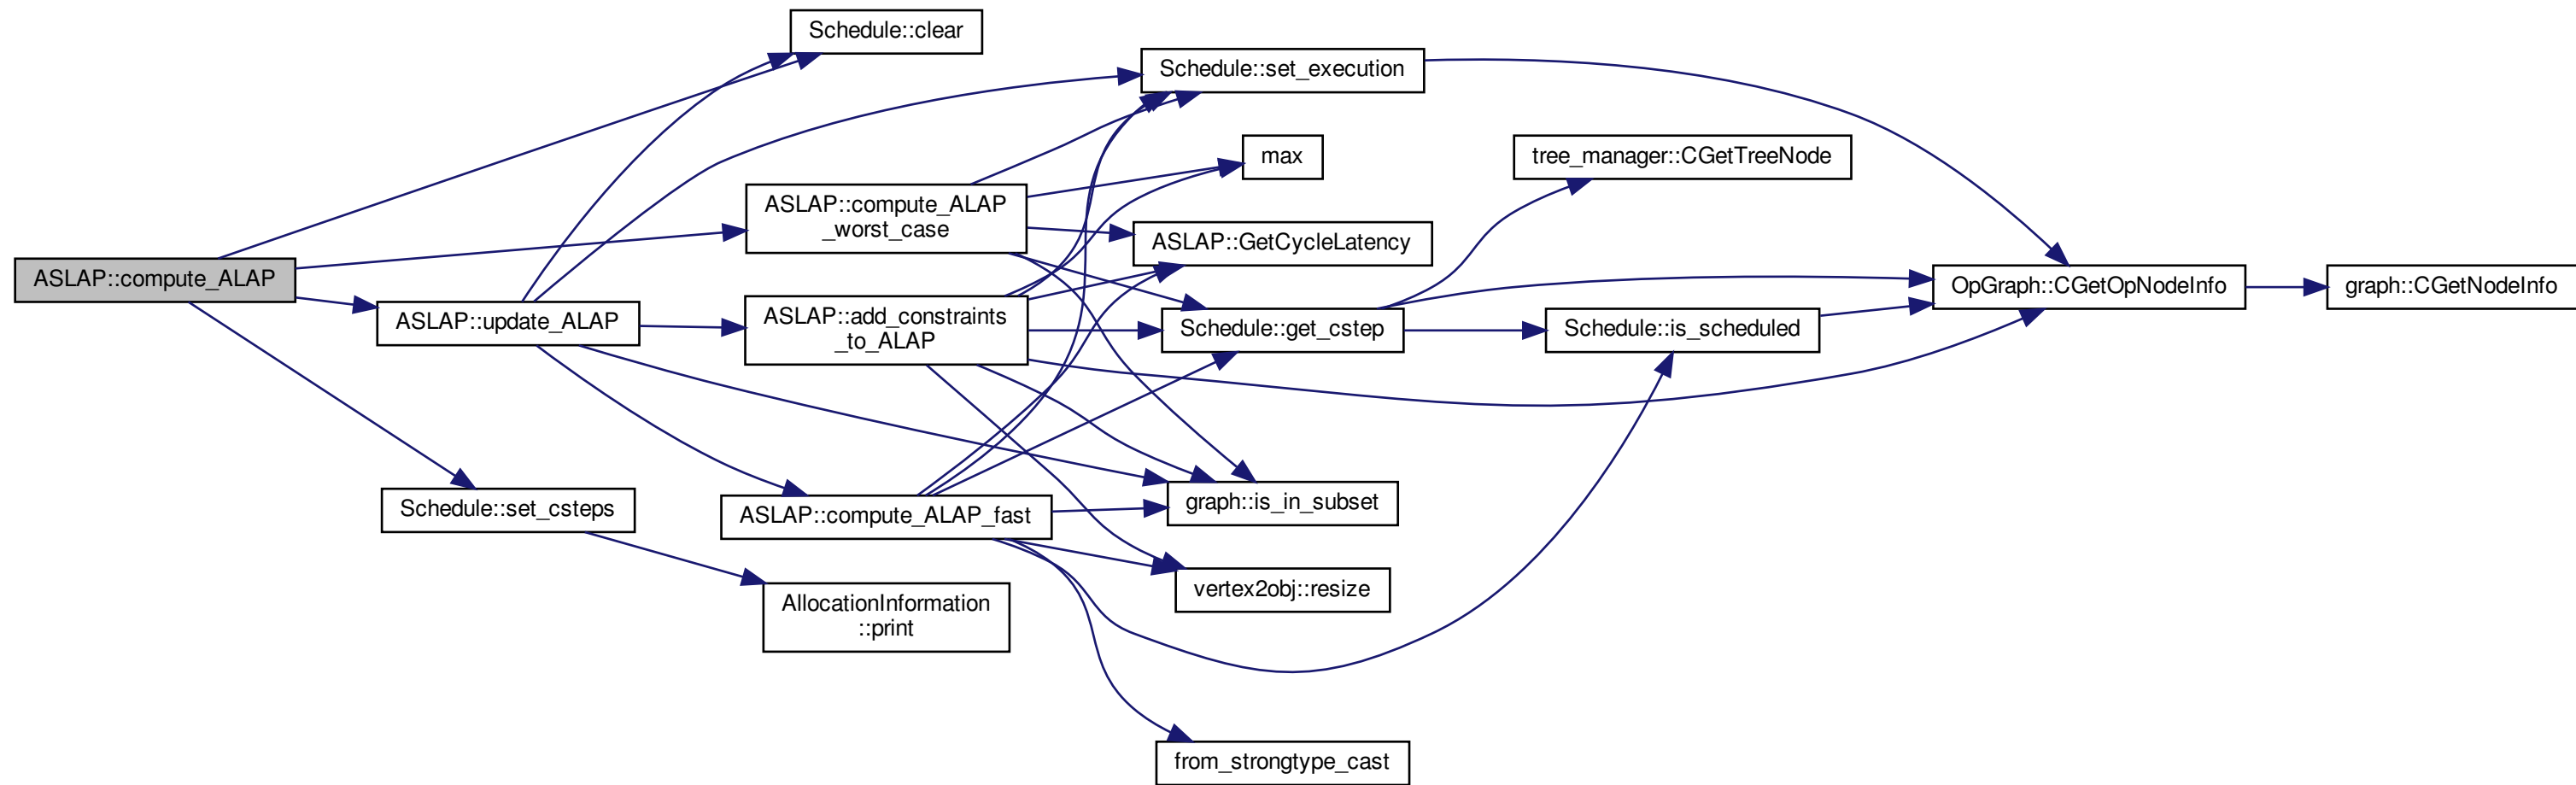 ASLAP::compute_ALAP
Schedule::clear
ASLAP::update_ALAP
Schedule::set_csteps
ASLAP::compute_ALAP
_worst_case
ASLAP::add_constraints
_to_ALAP
ASLAP::compute_ALAP_fast
AllocationInformation
::print
Schedule::set_execution
max
ASLAP::GetCycleLatency
Schedule::get_cstep
graph::is_in_subset
vertex2obj::resize
from_strongtype_cast
tree_manager::CGetTreeNode
Schedule::is_scheduled
OpGraph::CGetOpNodeInfo
graph::CGetNodeInfo